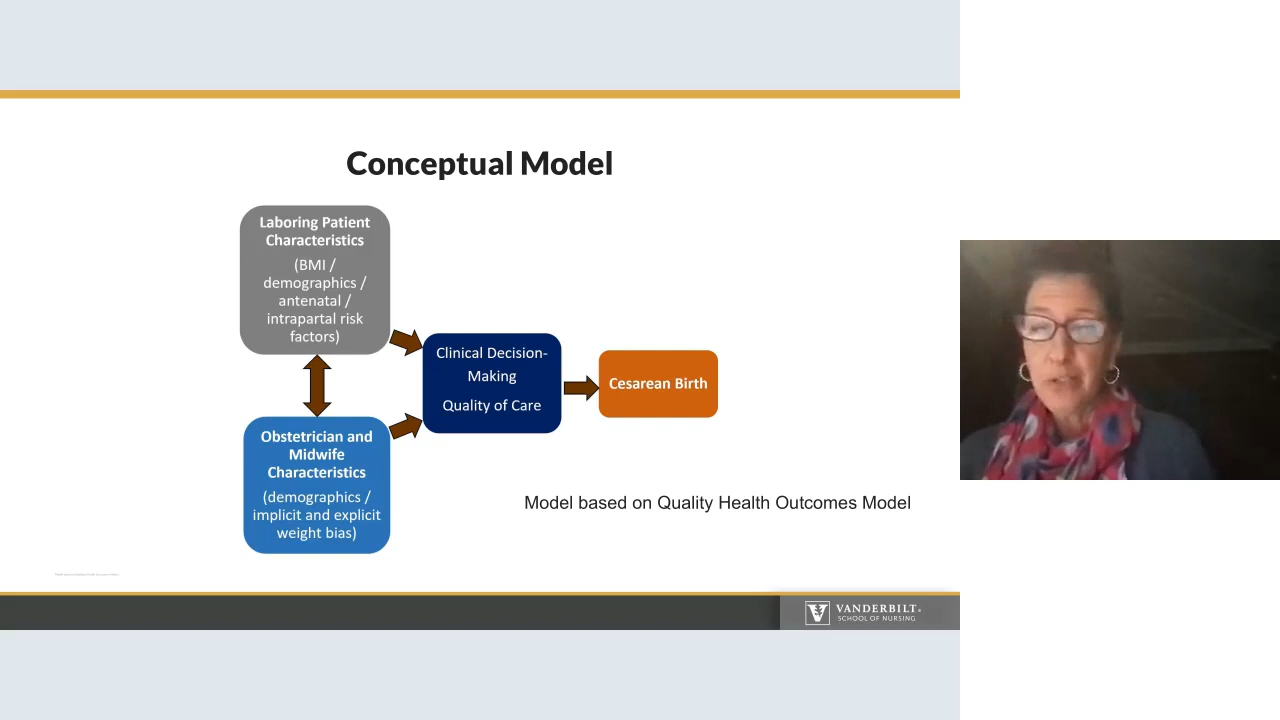 Conceptual Model
Laboring Patient
Characteristics
(BMI /
demographics /
antenatal /
intrapartal risk
factors)
Clinical Decision-
Making
Quality of Care
Cesarean Birth
Obstetrician and
Midwife
Characteristics
(demographics /
implicit and explicit
weight bias)
Model based on Quality Health Outcomes Model
VANDERBILT
SCHOOL OF NURSING